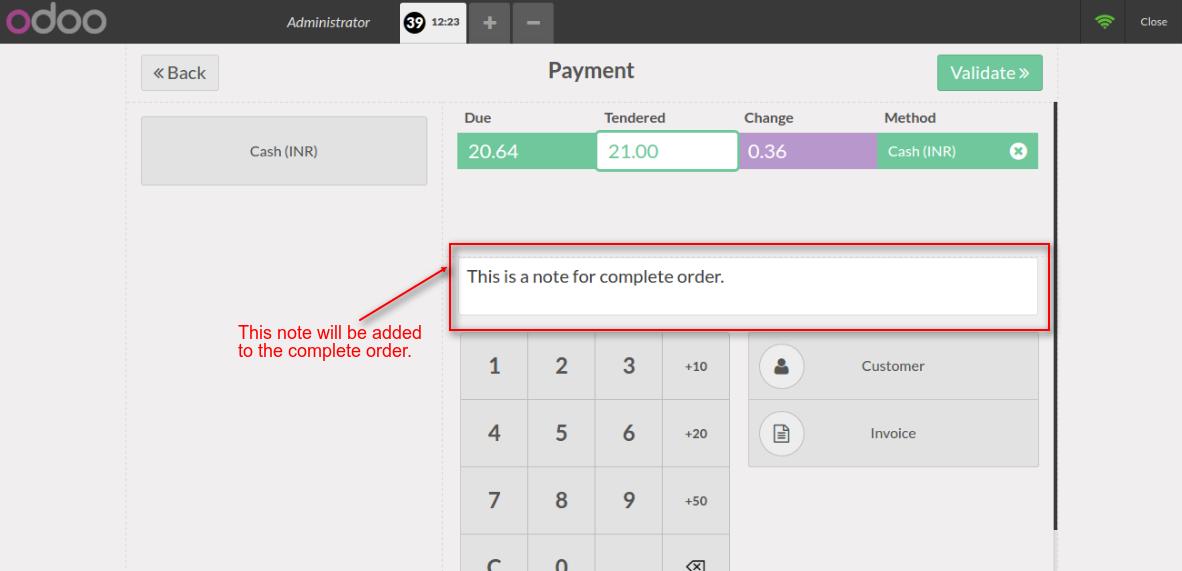 odoo
Administrator
39 12:23
+
−
Close
« Back
Payment
Validate »
Due Tendered Change Method
Cash (INR)
20.64 21.00 0.36 Cash (INR)
This is a note for complete order.
This note will be added
to the complete order.
1 2 3 +10
Customer
4 5 6 +20
Invoice
7 8 9 +50
C 0